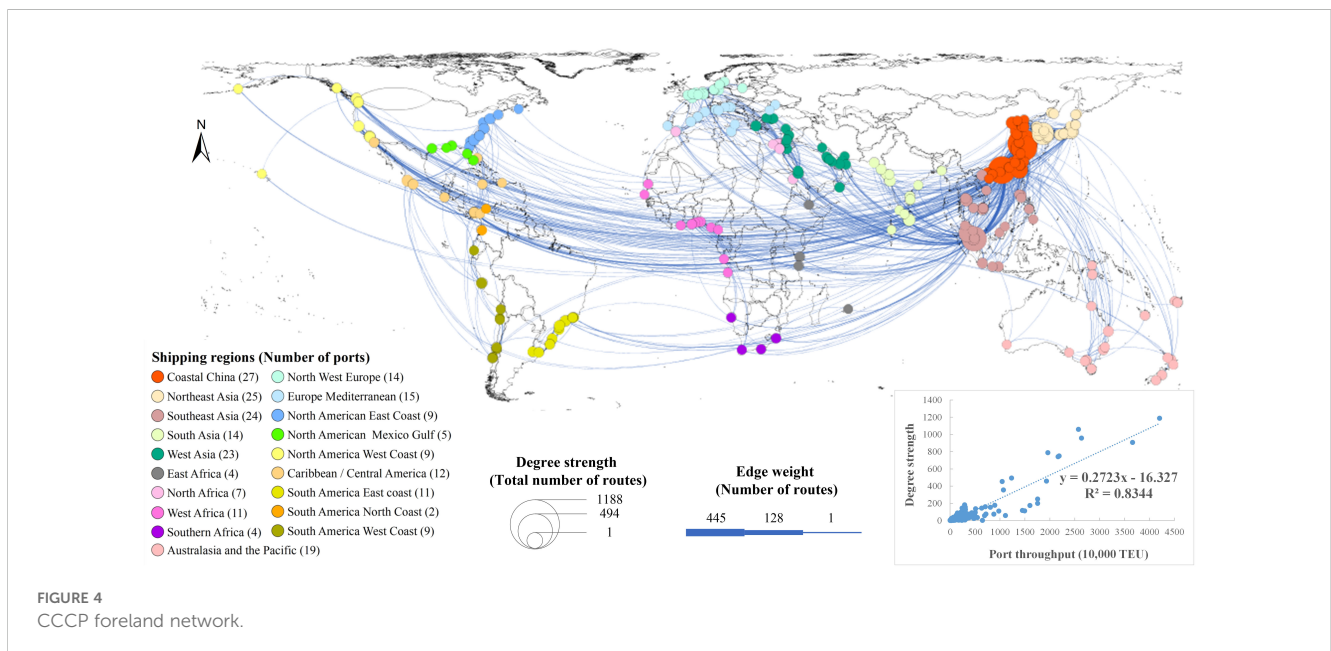 N
Shipping regions (Number of ports)
Coastal China (27)
Northeast Asia (25)
Southeast Asia (24)
South Asia (14)
West Asia (23)
East Africa (4)
North Africa (7)
West Africa (11)
Southern Africa (4)
Australasia and the Pacific (19)
North West Europe (14)
Europe Mediterranean (15)
North American East Coast (9)
North American Mexico Gulf (5)
North America West Coast (9)
Caribbean / Central America (12)
South America East coast (11)
South America North Coast (2)
South America West Coast (9)
Degree strength
(Total number of routes)
1188
494
1
Edge weight
(Number of routes)
445 128 1
Degree strength
1400
1200
1000
800
600
400
200
0
y = 0.2723x - 16.327
R² = 0.8344
0 500 1000 1500 2000 2500 3000 3500 4000 4500
Port throughput (10,000 TEU)
FIGURE 4
CCCP foreland network.